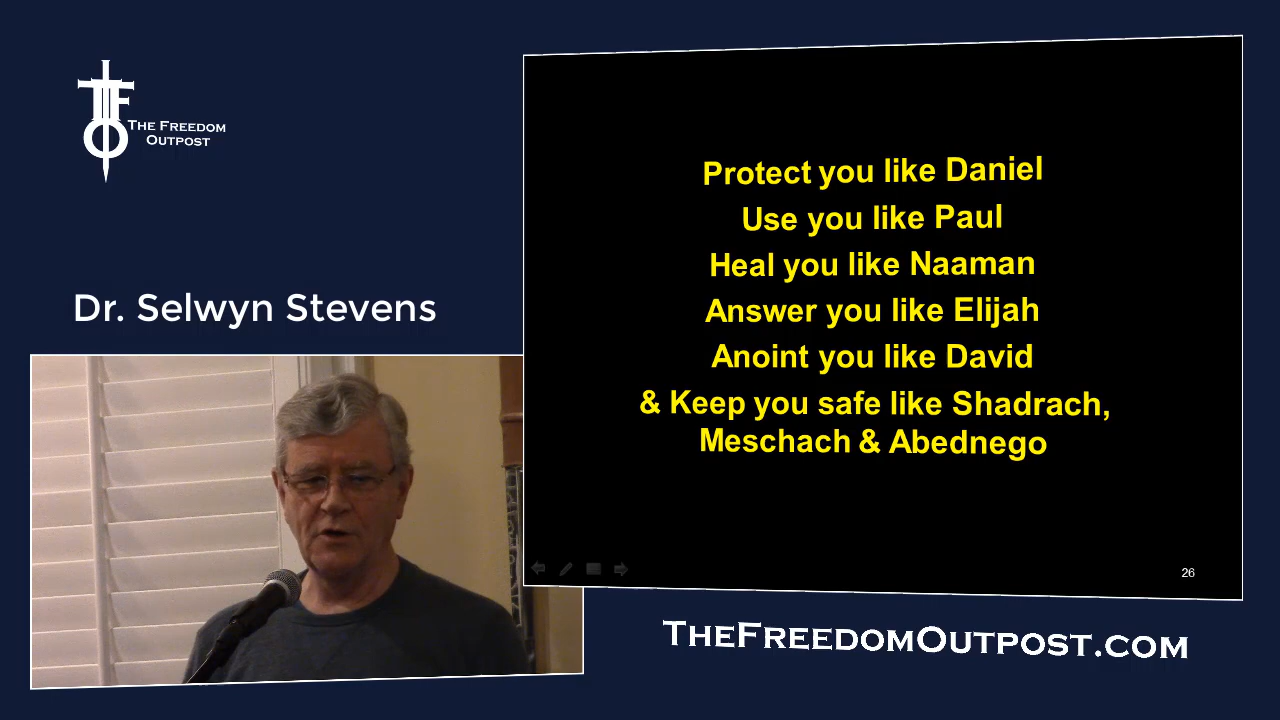 The Freedom
Outpost
Dr. Selwyn Stevens
Protect you like Daniel
Use you like Paul
Heal you like Naaman
Answer you like Elijah
Anoint you like David
& Keep you safe like Shadrach,
Meschach & Abednego
26
TheFreedomOutpost.com